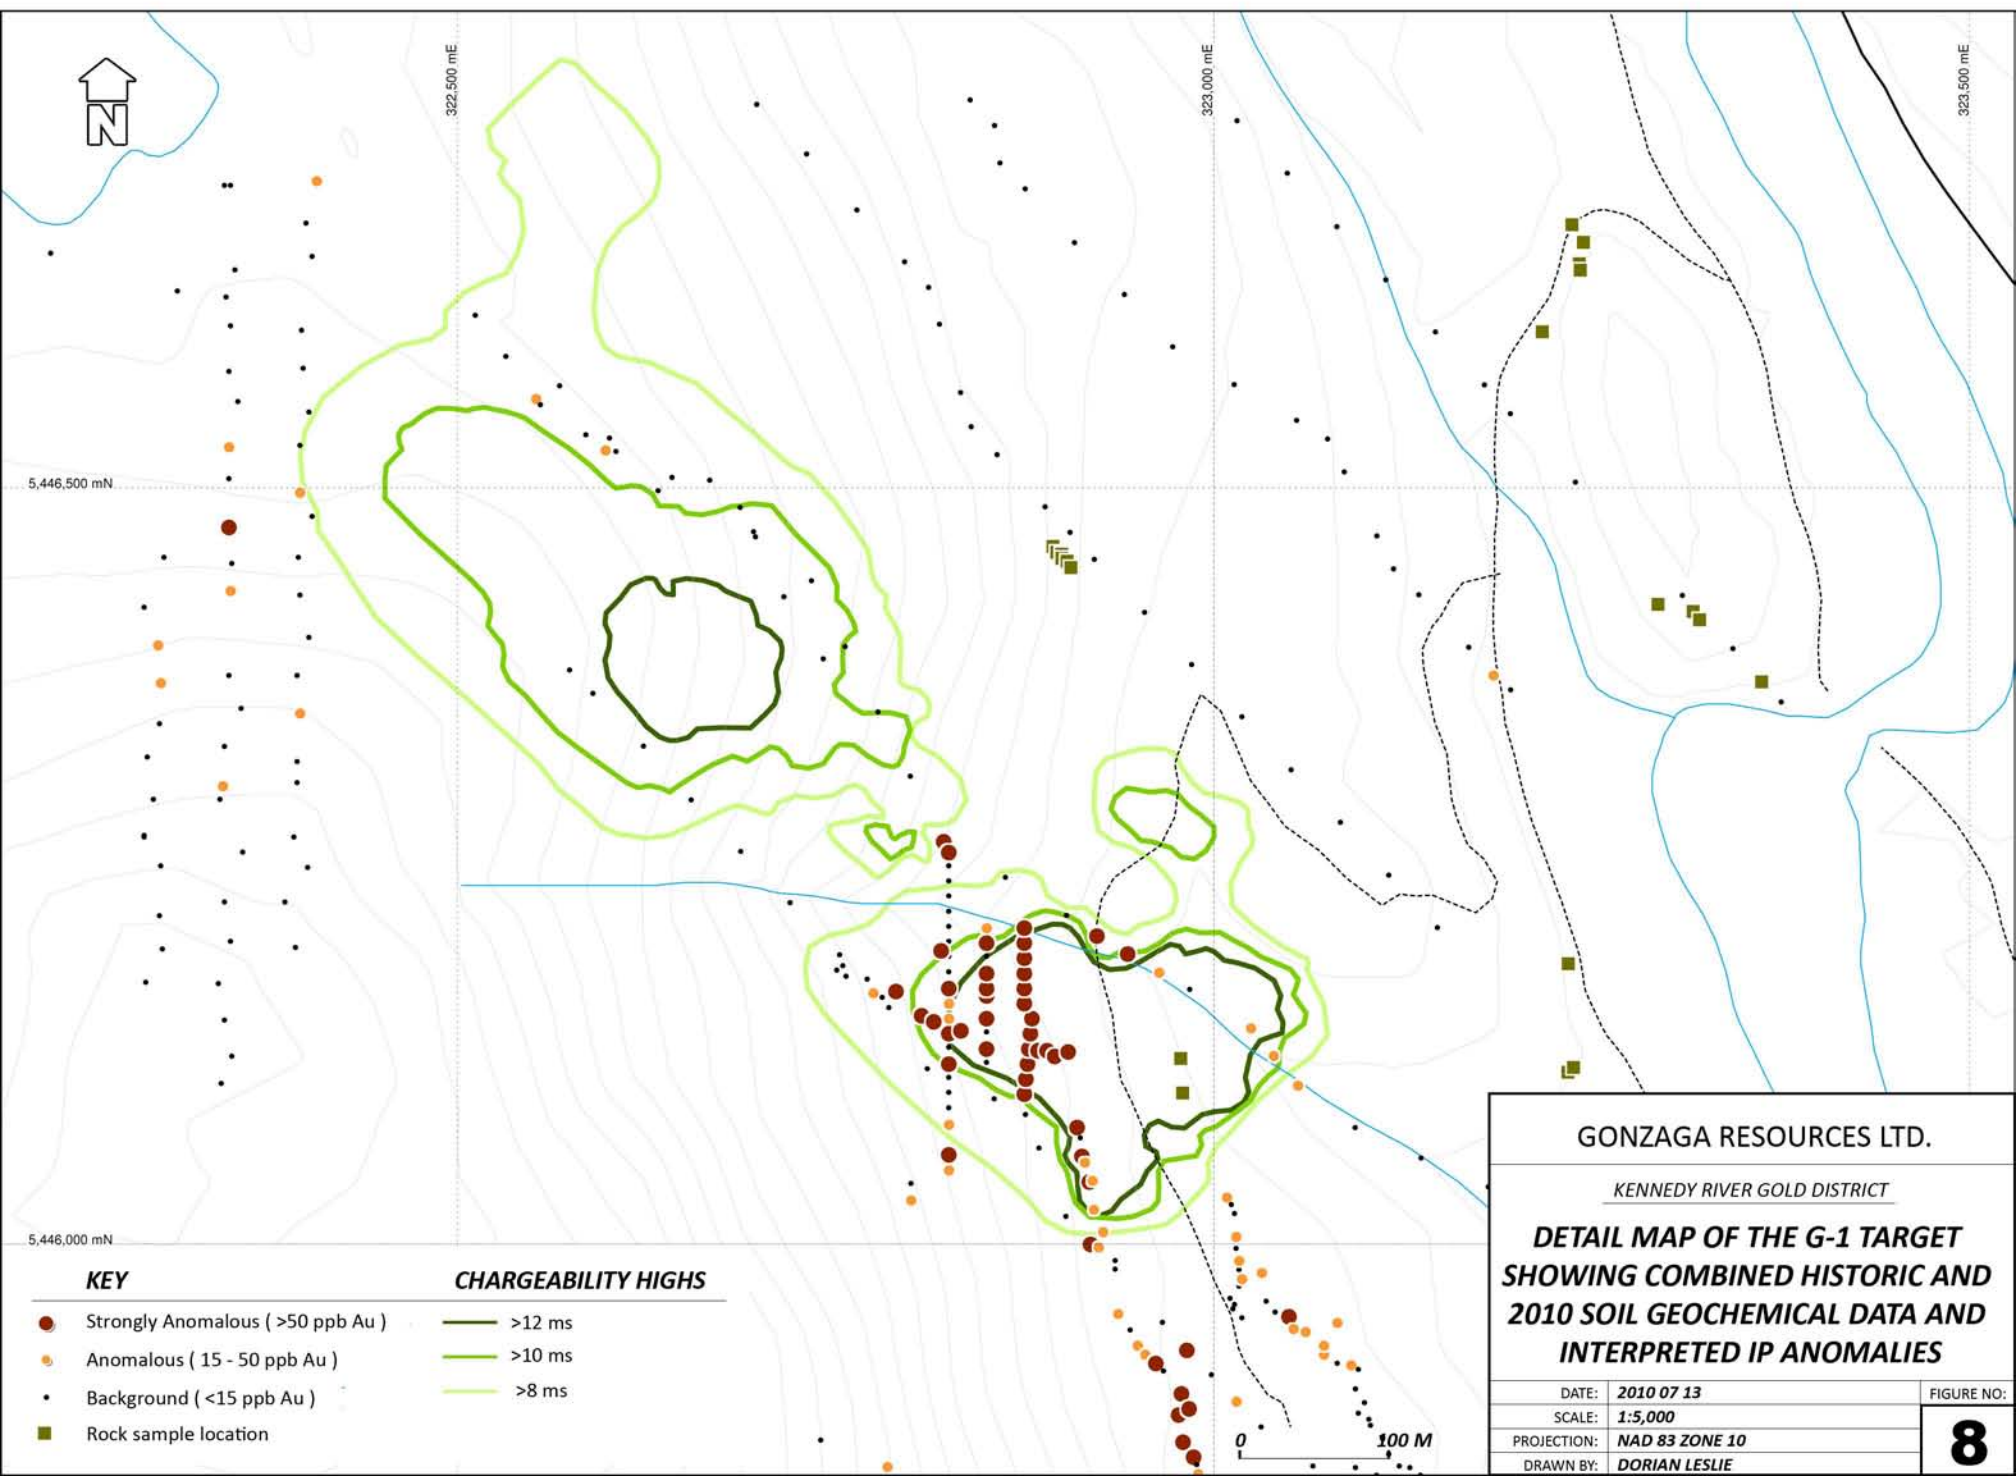 N
322,500 mE
323,000 mE
323,500 mE
5,446,500 mN
5,446,000 mN
KEY
Strongly Anomalous ( >50 ppb Au )
Anomalous ( 15 - 50 ppb Au )
Background ( <15 ppb Au )
Rock sample location
CHARGEABILITY HIGHS
>12 ms
>10 ms
>8 ms
0 100 M
GONZAGA RESOURCES LTD.
KENNEDY RIVER GOLD DISTRICT
DETAIL MAP OF THE G-1 TARGET
SHOWING COMBINED HISTORIC AND
2010 SOIL GEOCHEMICAL DATA AND
INTERPRETED IP ANOMALIES
DATE: 2010 07 13
SCALE: 1:5,000
PROJECTION: NAD 83 ZONE 10
DRAWN BY: DORIAN LESLIE
FIGURE NO:
8